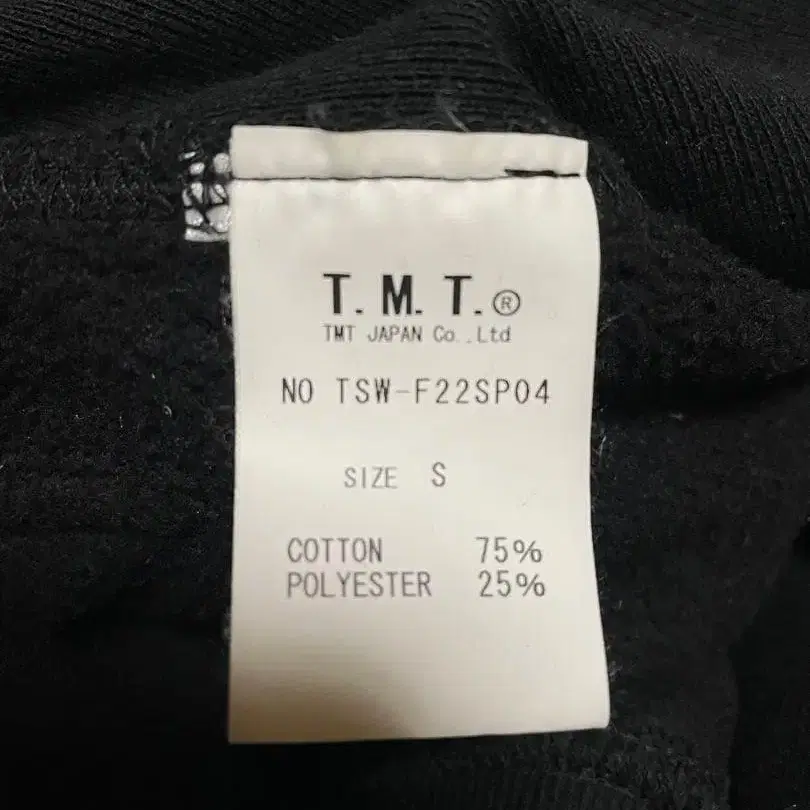 T.M.T.®
TMT JAPAN Co.,Ltd
NO TSW-F22SP04
SIZE S
COTTON 75%
POLYESTER 25%